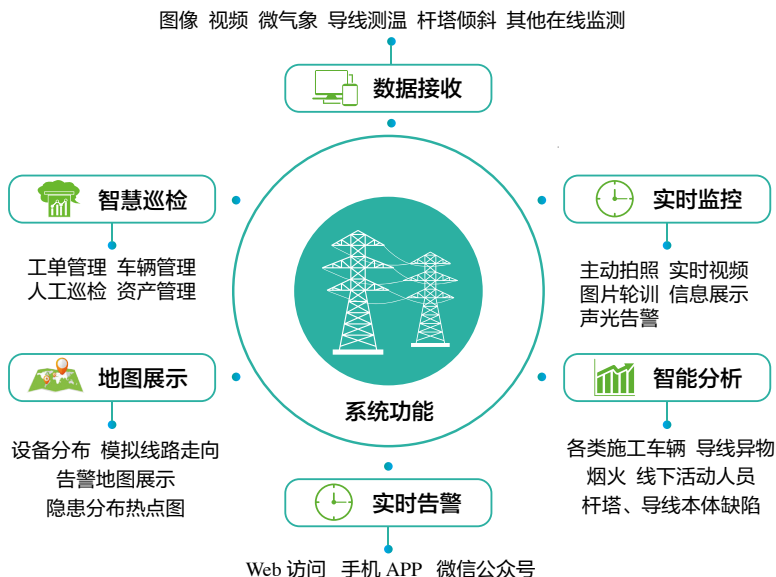 图像 视频 微气象 导线测温 杆塔倾斜 其他在线监测
数据接收
智慧巡检
工单管理 车辆管理
人工巡检 资产管理
实时监控
主动拍照 实时视频
图片轮训 信息展示
声光告警
系统功能
地图展示
设备分布 模拟线路走向
告警地图展示
隐患分布热点图
智能分析
各类施工车辆 导线异物
烟火 线下活动人员
杆塔、导线本体缺陷
实时告警
Web 访问 手机 APP 微信公众号